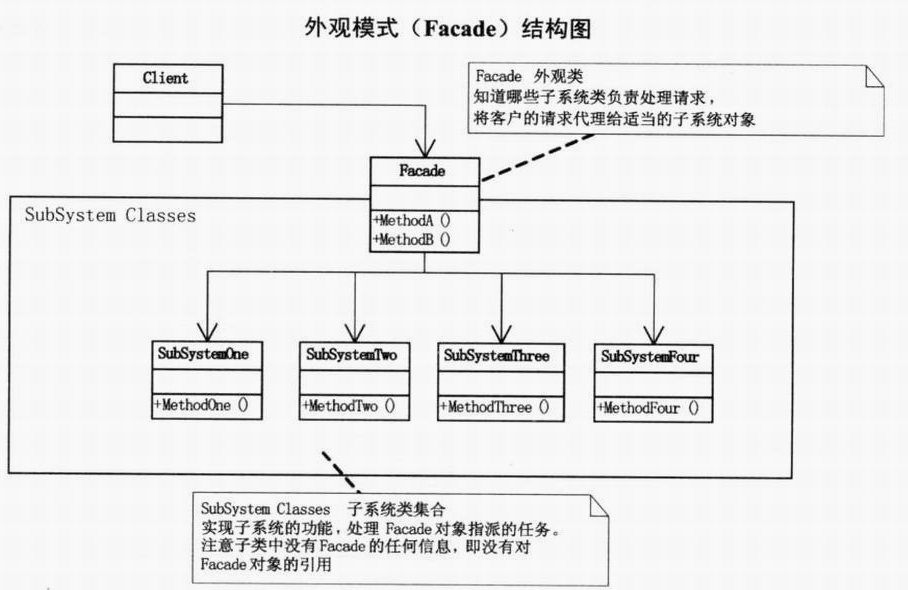 外观模式（Facade）结构图
Client
Facade 外观类
知道哪些子系统类负责处理请求，
将客户的请求代理给适当的子系统对象
Facade
+MethodA ()
+MethodB ()
SubSystem Classes
SubSystemOne
+MethodOne ()
SubSystemTwo
+MethodTwo ()
SubSystemThree
+MethodThree ()
SubSystemFour
+MethodFour ()
SubSystem Classes 子系统类集合
实现子系统的功能，处理 Facade对象指派的任务。
注意子类中没有Facade的任何信息，即没有对
Facade对象的引用